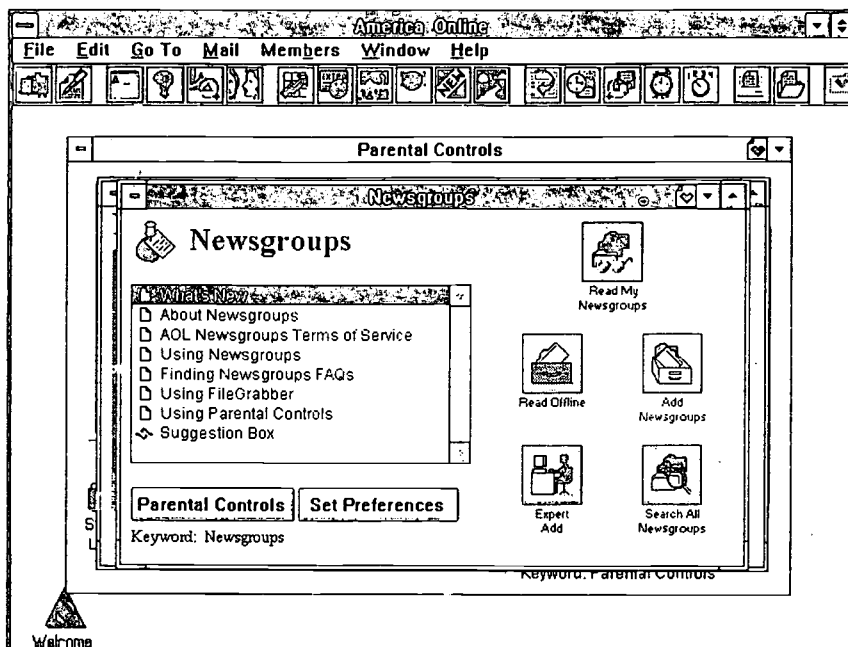 America Online
File Edit Go To Mail Members Window Help
Parental Controls
Newsgroups
Newsgroups
What's New
About Newsgroups
AOL Newsgroups Terms of Service
Using Newsgroups
Finding Newsgroups FAQs
Using FileGrabber
Using Parental Controls
Suggestion Box
Read My
Newsgroups
Read Offline
Add
Newsgroups
Expert
Add
Search All
Newsgroups
Parental Controls
Set Preferences
Keyword: Newsgroups
Keyword: Parental Controls
Welcome